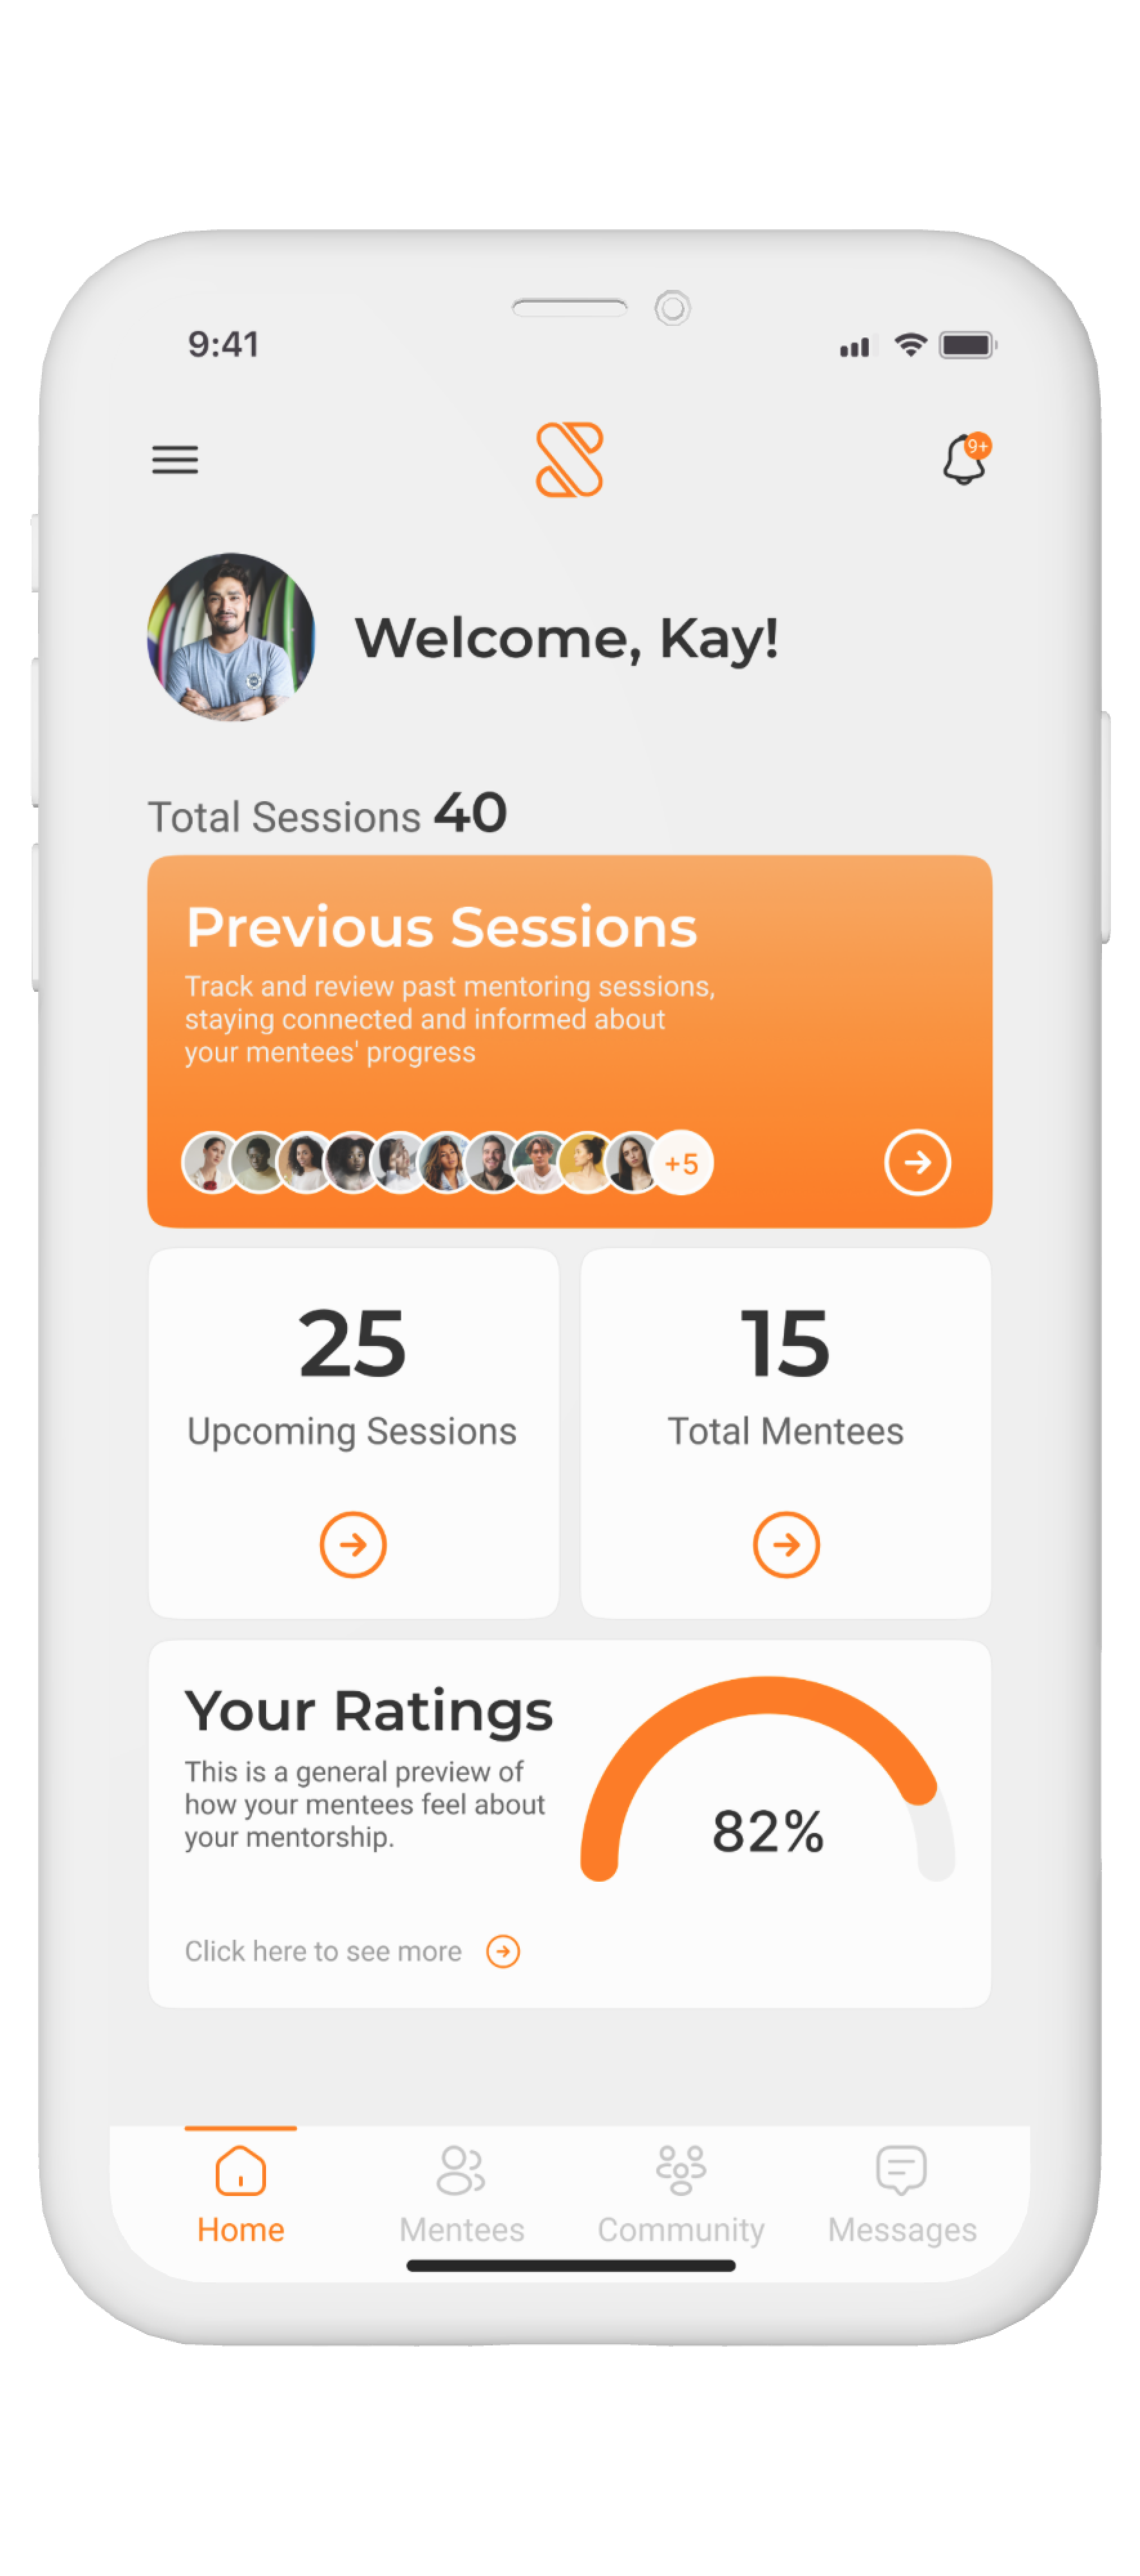 9:41
9+
Welcome, Kay!
Total Sessions 40
Previous Sessions
Track and review past mentoring sessions,
staying connected and informed about
your mentees' progress
+5
25
Upcoming Sessions
15
Total Mentees
Your Ratings
This is a general preview of
how your mentees feel about
your mentorship.
82%
Click here to see more
Home
Mentees
Community
Messages